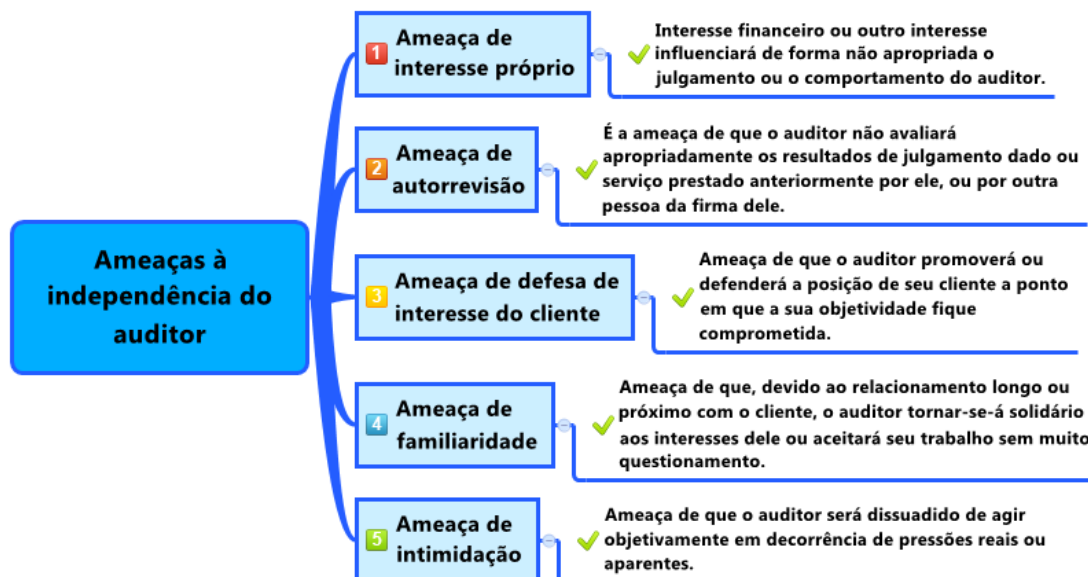 Ameaças à
independência do
auditor
1
Ameaça de
interesse próprio
Interesse financeiro ou outro interesse
influenciará de forma não apropriada o
julgamento ou o comportamento do auditor.
2
Ameaça de
autorrevisão
É a ameaça de que o auditor não avaliará
apropriadamente os resultados de julgamento dado ou
serviço prestado anteriormente por ele, ou por outra
pessoa da firma dele.
3
Ameaça de defesa de
interesse do cliente
Ameaça de que o auditor promoverá ou
defenderá a posição de seu cliente a ponto
em que a sua objetividade fique
comprometida.
4
Ameaça de
familiaridade
Ameaça de que, devido ao relacionamento longo ou
próximo com o cliente, o auditor tornar-se-á solidário
aos interesses dele ou aceitará seu trabalho sem muito
questionamento.
5
Ameaça de
intimidação
Ameaça de que o auditor será dissuadido de agir
objetivamente em decorrência de pressões reais ou
aparentes.